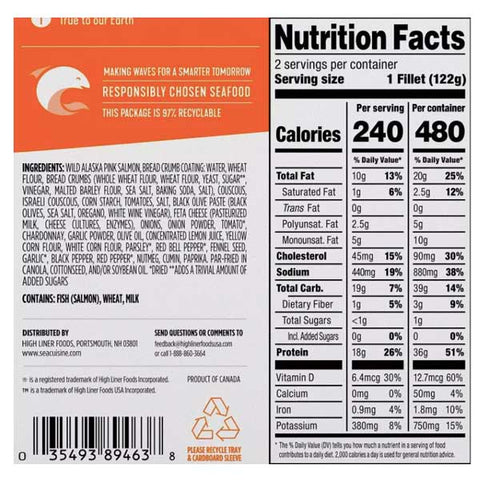 True to our Earth
MAKING WAVES FOR A SMARTER TOMORROW
RESPONSIBLY CHOSEN SEAFOOD
THIS PACKAGE IS 97% RECYCLABLE
INGREDIENTS: WILD ALASKA PINK SALMON, BREAD CRUMB COATING: WATER, WHEAT
FLOUR, BREAD CRUMBS (WHOLE WHEAT FLOUR, WHEAT FLOUR, YEAST, SUGAR**,
VINEGAR, MALTED BARLEY FLOUR, SEA SALT, BAKING SODA, SALT), COUSCOUS,
ISRAELI COUSCOUS, CORN STARCH, TOMATOES, SALT, BLACK OLIVE PASTE (BLACK
OLIVES, SEA SALT, OREGANO, WHITE WINE VINEGAR), FETA CHEESE (PASTEURIZED
MILK, CHEESE CULTURES, ENZYMES), ONIONS, ONION POWDER, TOMATO*,
CHARDONNAY, GARLIC POWDER, OLIVE OIL, CONCENTRATED LEMON JUICE, YELLOW
CORN FLOUR, WHITE CORN FLOUR, PARSLEY*, RED BELL PEPPER*, FENNEL SEED,
GARLIC*, BLACK PEPPER, RED PEPPER*, NUTMEG, CUMIN, PAPRIKA. PAR-FRIED IN
CANOLA, COTTONSEED, AND/OR SOYBEAN OIL. *DRIED **ADDS A TRIVIAL AMOUNT OF
ADDED SUGARS
CONTAINS: FISH (SALMON), WHEAT, MILK
DISTRIBUTED BY
HIGH LINER FOODS, PORTSMOUTH, NH 03801
www.seacuisine.com
SEND QUESTIONS OR COMMENTS TO
feedback@highlinerfoodsusa.com
or call 1-888-860-3664
® is a registered trademark of High Liner Foods Incorporated.
™ is a trademark of High Liner Foods USA Incorporated.
PRODUCT OF CANADA
0 35493 89463 8
PLEASE RECYCLE TRAY
& CARDBOARD SLEEVE
Nutrition Facts
2 servings per container
Serving size 1 Fillet (122g)
Per serving Per container
Calories 240 480
% Daily Value* % Daily Value*
Total Fat 10g 13% 20g 25%
Saturated Fat 1g 6% 2.5g 12%
Trans Fat 0g 0g
Polyunsat. Fat 2.5g 5g
Monounsat. Fat 5g 10g
Cholesterol 45mg 15% 90mg 30%
Sodium 440mg 19% 880mg 38%
Total Carb. 19g 7% 39g 14%
Dietary Fiber 1g 5% 3g 9%
Total Sugars <1g 1g
Incl. Added Sugars 0g 0% 0g 0%
Protein 18g 26% 36g 51%
Vitamin D 6.4mcg 30% 12.7mcg 60%
Calcium 0mg 0% 50mg 4%
Iron 0.9mg 4% 1.8mg 10%
Potassium 380mg 8% 750mg 15%
* The % Daily Value (DV) tells you how much a nutrient in a serving of food
contributes to a daily diet. 2,000 calories a day is used for general nutrition advice.